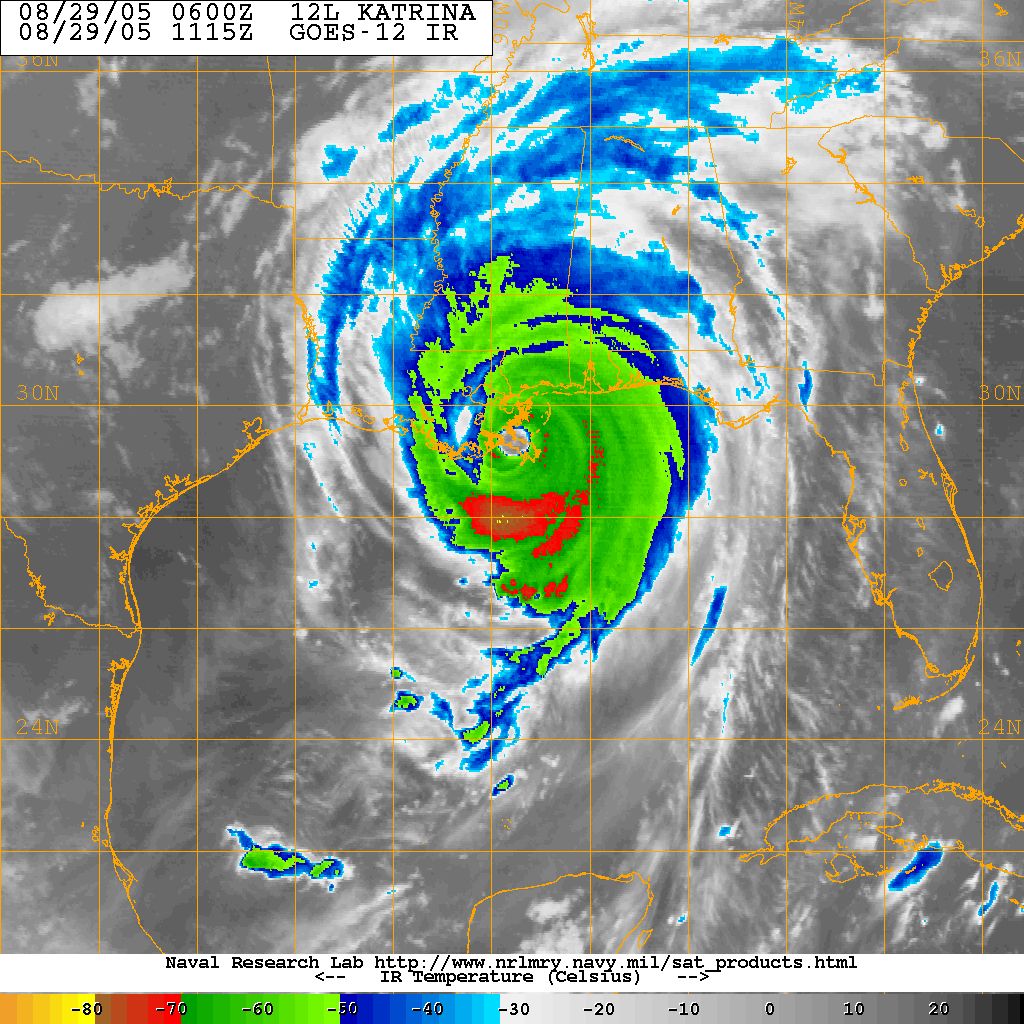 08/29/05 0600Z 12L KATRINA
08/29/05 1115Z GOES-12 IR
36N 36N
30N 30N
24N 24N
Naval Research Lab http://www.nrlmry.navy.mil/sat_products.html
<-- IR Temperature (Celsius) -->
-80 -70 -60 -50 -40 -30 -20 -10 0 10 20